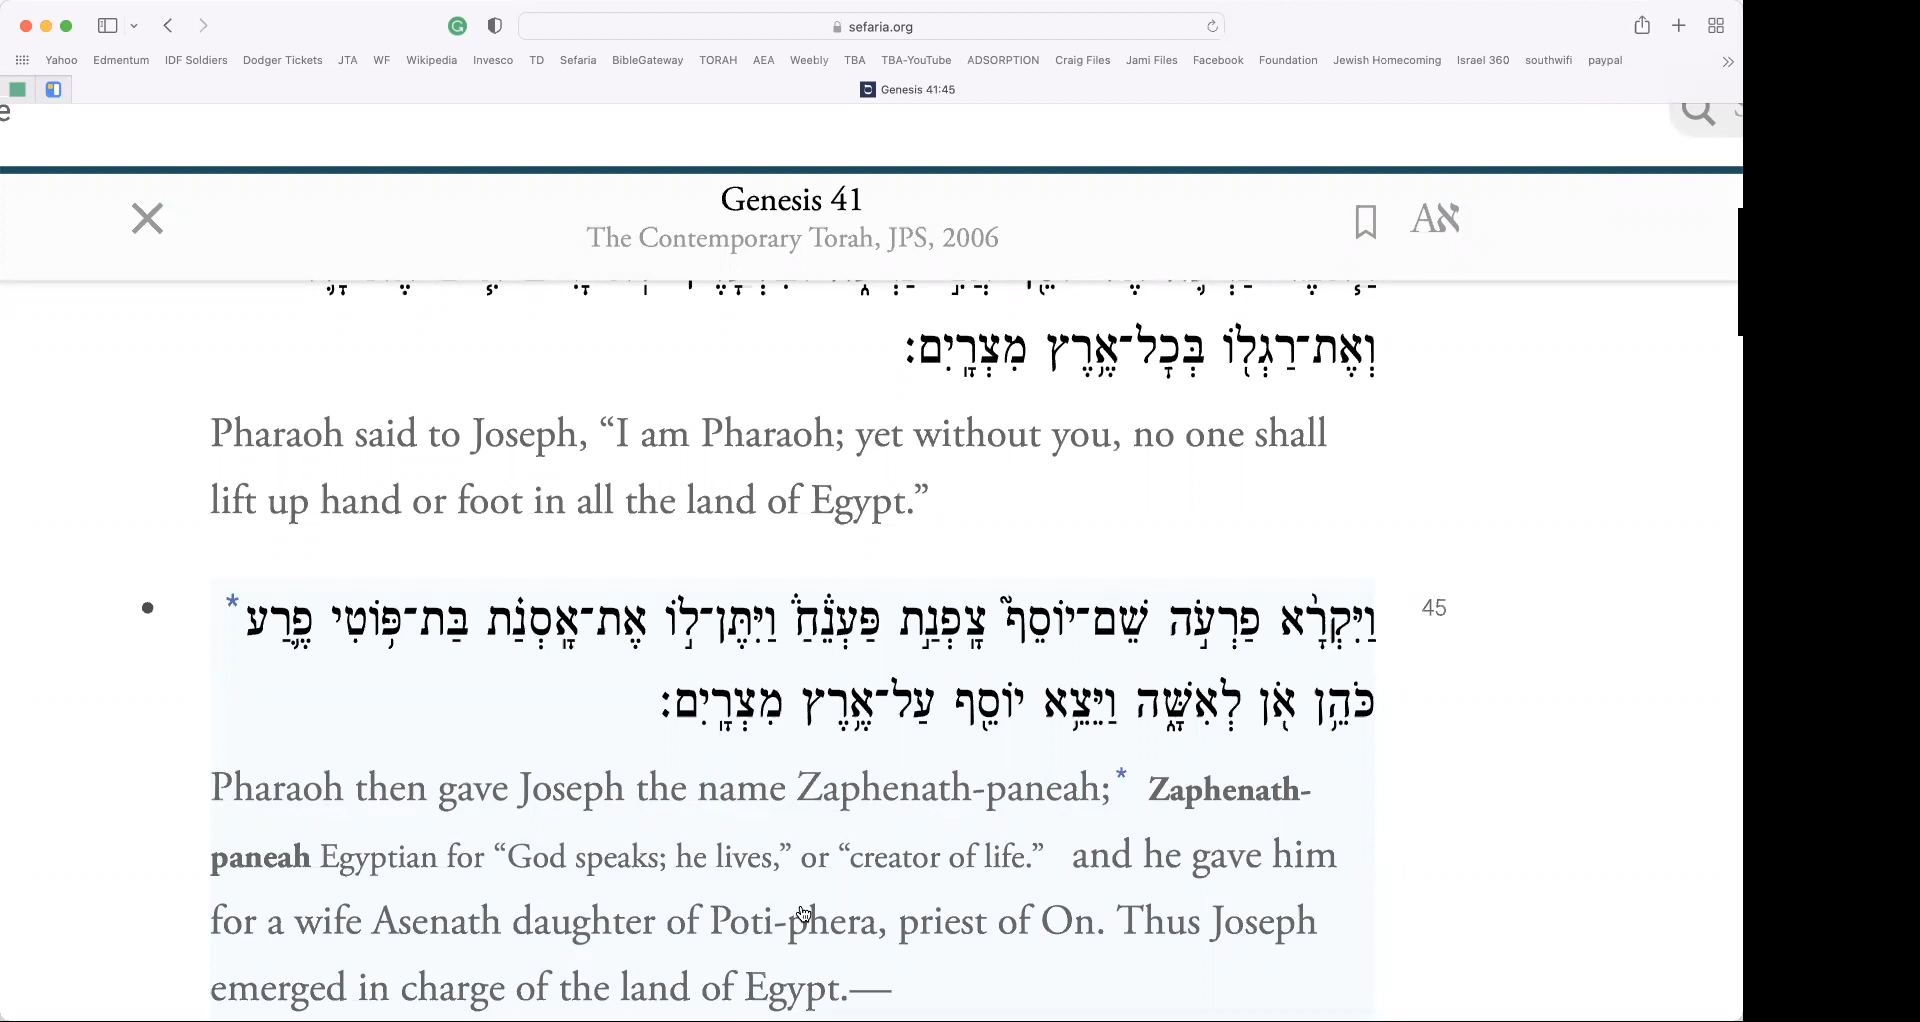 sefaria.org
Yahoo Edmentum IDF Soldiers Dodger Tickets JTA WF Wikipedia Invesco TD Sefaria BibleGateway TORAH AEA Weebly TBA TBA-YouTube ADSORPTION Craig Files Jami Files Facebook Foundation Jewish Homecoming Israel 360 southwifi paypal
Genesis 41:45
Genesis 41
The Contemporary Torah, JPS, 2006
Aא
וְאֶת־רַגְל֖וֹ בְּכׇל־אֶ֥רֶץ מִצְרָֽיִם׃
Pharaoh said to Joseph, “I am Pharaoh; yet without you, no one shall
lift up hand or foot in all the land of Egypt.”
45
וַיִּקְרָ֨א פַרְעֹ֣ה שֵׁם־יוֹסֵף֮ צָֽפְנַ֣ת פַּעְנֵ֒חַ֒ וַיִּתֶּן־ל֣וֹ אֶת־אָֽסְנַ֗ת בַּת־פּ֥וֹטִי פֶ֛רַע *
כֹּהֵ֥ן אֹ֖ן לְאִשָּׁ֑ה וַיֵּצֵ֥א יוֹסֵ֖ף עַל־אֶ֥רֶץ מִצְרָֽיִם׃
Pharaoh then gave Joseph the name Zaphenath-paneah;* Zaphenath-
paneah Egyptian for “God speaks; he lives,” or “creator of life.” and he gave him
for a wife Asenath daughter of Poti-phera, priest of On. Thus Joseph
emerged in charge of the land of Egypt.—